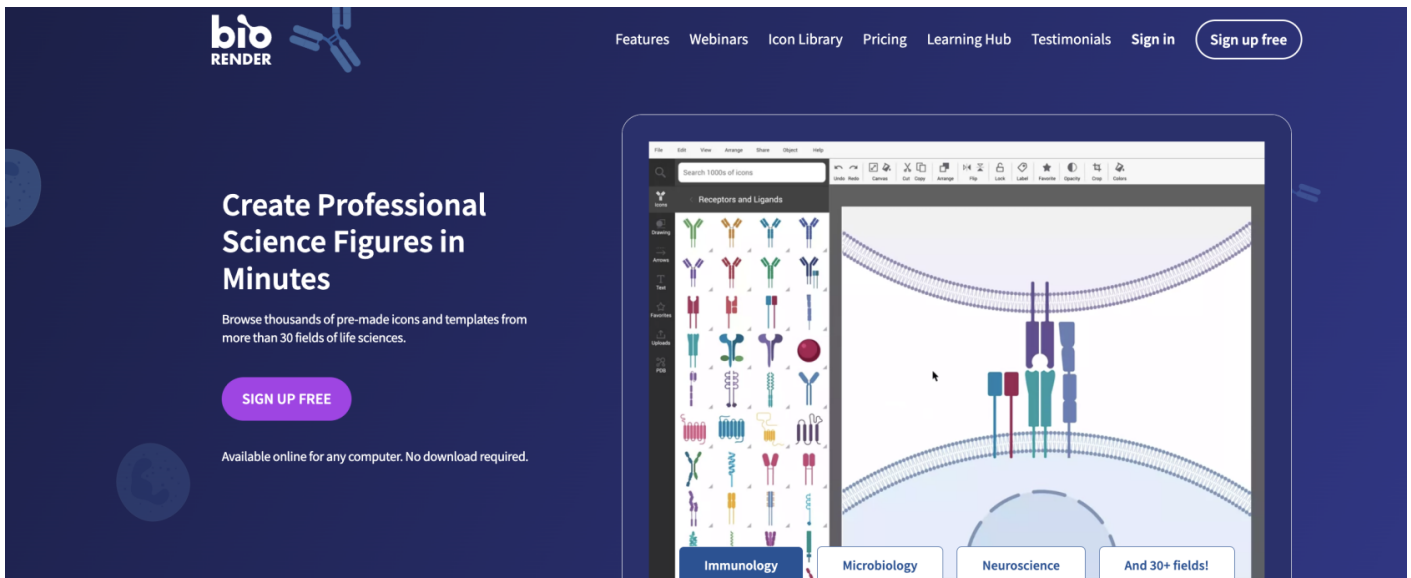 bio
RENDER
Features Webinars Icon Library Pricing Learning Hub Testimonials Sign in Sign up free
Create Professional
Science Figures in
Minutes
Browse thousands of pre-made icons and templates from
more than 30 fields of life sciences.
SIGN UP FREE
Available online for any computer. No download required.
File Edit View Arrange Share Object Help
Search 1000s of icons
Undo Redo Canvas Cut Copy Arrange Flip Lock Label Favorite Opacity Crop Colors
Receptors and Ligands
Icons
Drawing
Arrows
Text
Favorites
Uploads
PDB
Immunology Microbiology Neuroscience And 30+ fields!